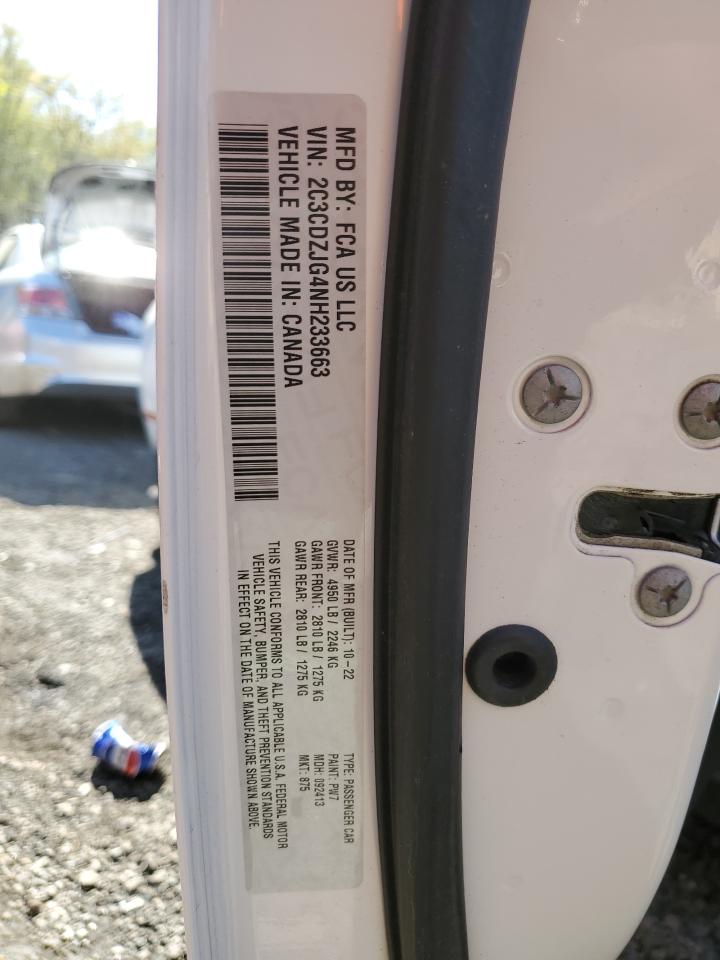 MFD BY: FCA US LLC
VIN: 2C3CDZJG4NH233663
VEHICLE MADE IN: CANADA
DATE OF MFR (BUILT): 10-22
GVWR: 4950 LB / 2246 KG
GAWR FRONT: 2810 LB / 1275 KG
GAWR REAR: 2810 LB / 1275 KG
TYPE: PASSENGER CAR
PAINT: PW7
MDH: 092413
MKT: 875
THIS VEHICLE CONFORMS TO ALL APPLICABLE U.S.A. FEDERAL MOTOR
VEHICLE SAFETY, BUMPER, AND THEFT PREVENTION STANDARDS
IN EFFECT ON THE DATE OF MANUFACTURE SHOWN ABOVE.